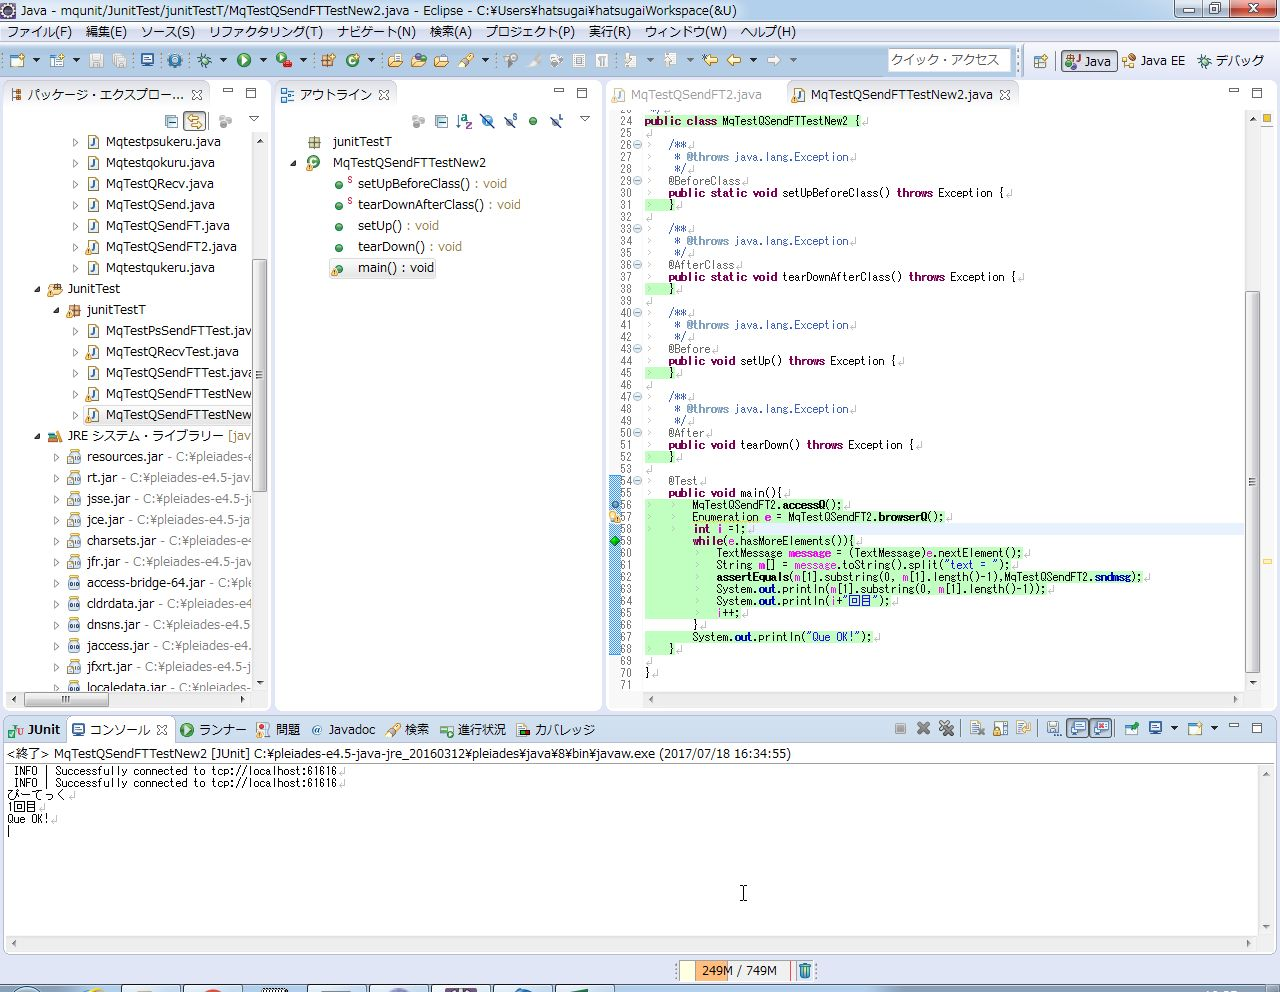 Java - mqunit/JunitTest/junitTestT/MqTestQSendFTTestNew2.java - Eclipse - C:¥Users¥hatsugai¥hatsugaiWorkspace(&U)
ファイル(F) 編集(E) ソース(S) リファクタリング(T) ナビゲート(N) 検索(A) プロジェクト(P) 実行(R) ウィンドウ(W) ヘルプ(H)
クイック・アクセス Java Java EE デバッグ
パッケージ・エクスプロー...
Mqtestpsukeru.java
Mqtestqokuru.java
MqTestQRecv.java
MqTestQSend.java
MqTestQSendFT.java
MqTestQSendFT2.java
Mqtestqukeru.java
JunitTest
junitTestT
MqTestPsSendFTTest.jav
MqTestQRecvTest.java
MqTestQSendFTTest.java
MqTestQSendFTTestNew
MqTestQSendFTTestNew
JRE システム・ライブラリー [jav
resources.jar - C:¥pleiades-e
rt.jar - C:¥pleiades-e4.5-java
jsse.jar - C:¥pleiades-e4.5-j
jce.jar - C:¥pleiades-e4.5-ja
charsets.jar - C:¥pleiades-e
jfr.jar - C:¥pleiades-e4.5-jav
access-bridge-64.jar - C:¥pl
cldrdata.jar - C:¥pleiades-e
dnsns.jar - C:¥pleiades-e4.5
jaccess.jar - C:¥pleiades-e4
jfxrt.jar - C:¥pleiades-e4.5-j
localedata.jar - C:¥pleiades
アウトライン
junitTestT
MqTestQSendFTTestNew2
setUpBeforeClass() : void
tearDownAfterClass() : void
setUp() : void
tearDown() : void
main() : void
MqTestQSendFT2.java MqTestQSendFTTestNew2.java
23 */
24 public class MqTestQSendFTTestNew2 {
25
26 /**
27 * @throws java.lang.Exception
28 */
29 @BeforeClass
30 public static void setUpBeforeClass() throws Exception {
31 }
32
33 /**
34 * @throws java.lang.Exception
35 */
36 @AfterClass
37 public static void tearDownAfterClass() throws Exception {
38 }
39
40 /**
41 * @throws java.lang.Exception
42 */
43 @Before
44 public void setUp() throws Exception {
45 }
46
47 /**
48 * @throws java.lang.Exception
49 */
50 @After
51 public void tearDown() throws Exception {
52 }
53
54 @Test
55 public void main(){
56 MqTestQSendFT2.accessQ();
57 Enumeration e = MqTestQSendFT2.browserQ();
58 int i =1;
59 while(e.hasMoreElements()){
60 TextMessage message = (TextMessage)e.nextElement();
61 String m[] = message.toString().split("text = ");
62 assertEquals(m[1].substring(0, m[1].length()-1),MqTestQSendFT2.sndmsg);
63 System.out.println(m[1].substring(0, m[1].length()-1));
64 System.out.println(i+"回目");
65 i++;
66 }
67 System.out.println("Que OK!");
68 }
69
70 }
71
JUnit コンソール ランナー 問題 @ Javadoc 検索 進行状況 カバレッジ
<終了> MqTestQSendFTTestNew2 [JUnit] C:¥pleiades-e4.5-java-jre_20160312¥pleiades¥java¥8¥bin¥javaw.exe (2017/07/18 16:34:55)
INFO | Successfully connected to tcp://localhost:61616
INFO | Successfully connected to tcp://localhost:61616
びーてっく
1回目
Que OK!
249M / 749M